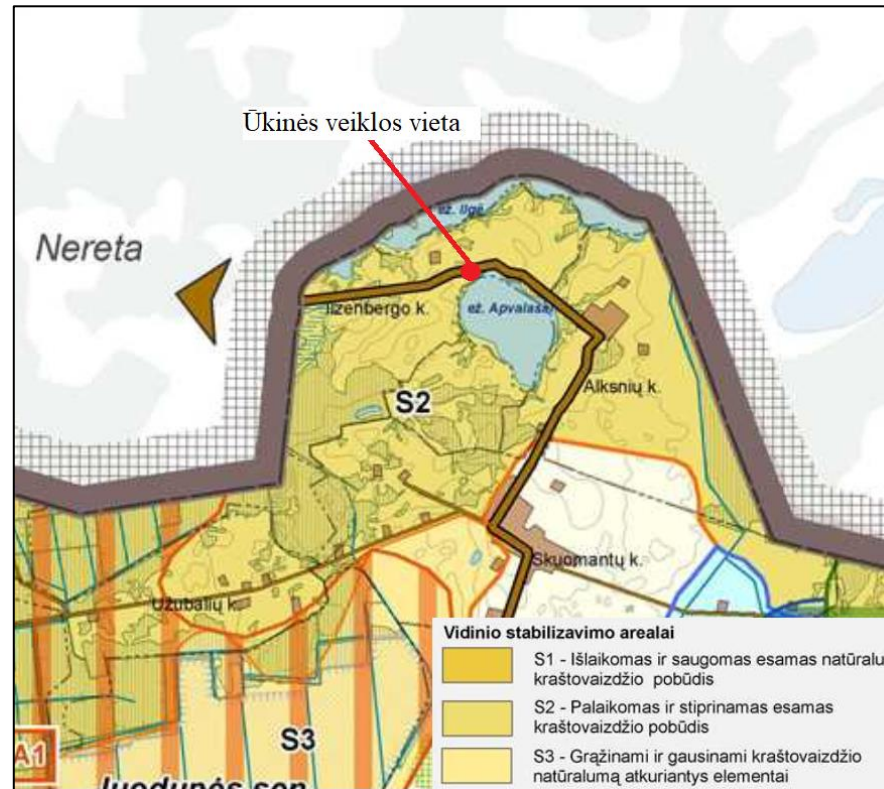 Ūkinės veiklos vieta
ež. Ilgė
Nereta
Ilzenbergo k.
ež. Apvalasai
S2
Alksnių k.
Skuomantų k.
Užubalių k.
Vidinio stabilizavimo arealai
S1 - Išlaikomas ir saugomas esamas natūralu
kraštovaizdžio pobūdis
S2 - Palaikomas ir stiprinamas esamas
kraštovaizdžio pobūdis
S3 - Grąžinami ir gausinami kraštovaizdžio
natūralumą atkuriantys elementai
S3
A1
Juodupės sen